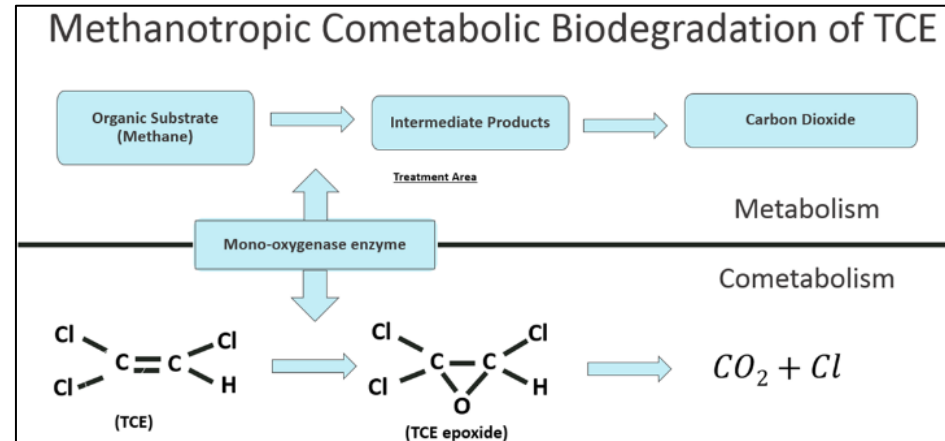 Methanotropic Cometabolic Biodegradation of TCE
Organic Substrate
(Methane)
Intermediate Products
Carbon Dioxide
Treatment Area
Metabolism
Mono-oxygenase enzyme
Cometabolism
Cl
Cl
C = C
Cl
H
(TCE)
Cl
Cl
C - C
O
Cl
H
(TCE epoxide)
CO₂ + Cl